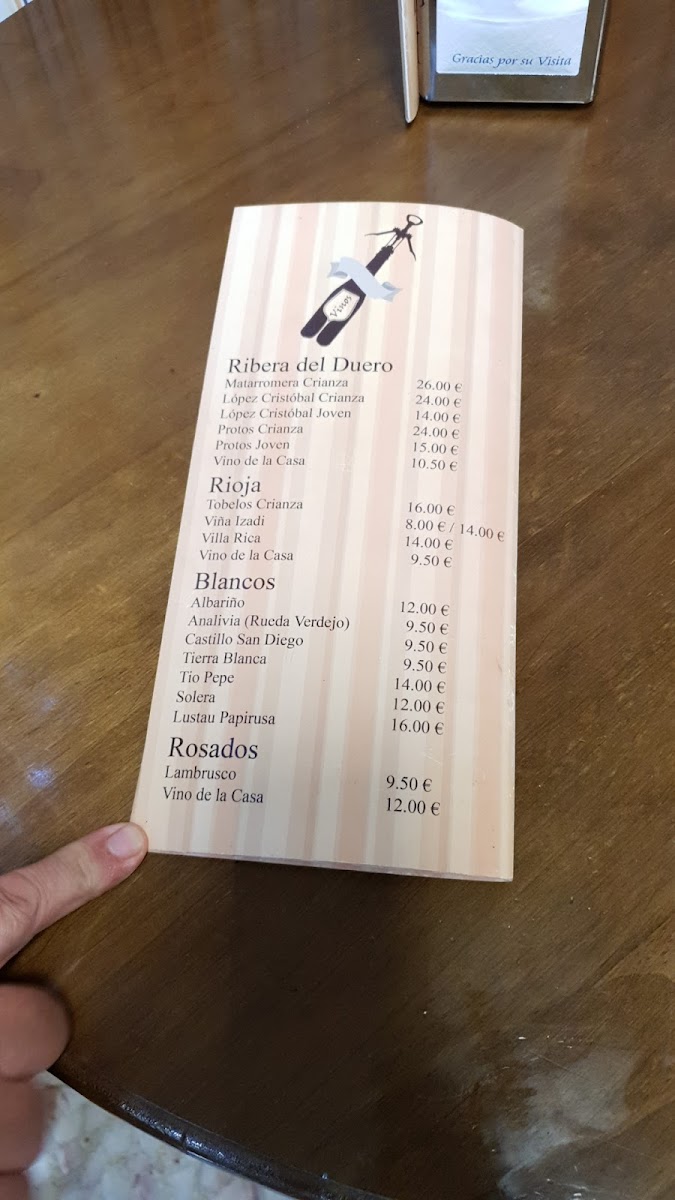 Gracias por su Visita
Vinos
Ribera del Duero
Matarromera Crianza 26.00 €
López Cristóbal Crianza 24.00 €
López Cristóbal Joven 14.00 €
Protos Crianza 24.00 €
Protos Joven 15.00 €
Vino de la Casa 10.50 €
Rioja
Tobelos Crianza 16.00 €
Viña Izadi 8.00 € / 14.00 €
Villa Rica 14.00 €
Vino de la Casa 9.50 €
Blancos
Albariño 12.00 €
Analivia (Rueda Verdejo) 9.50 €
Castillo San Diego 9.50 €
Tierra Blanca 9.50 €
Tio Pepe 14.00 €
Solera 12.00 €
Lustau Papirusa 16.00 €
Rosados
Lambrusco 9.50 €
Vino de la Casa 12.00 €